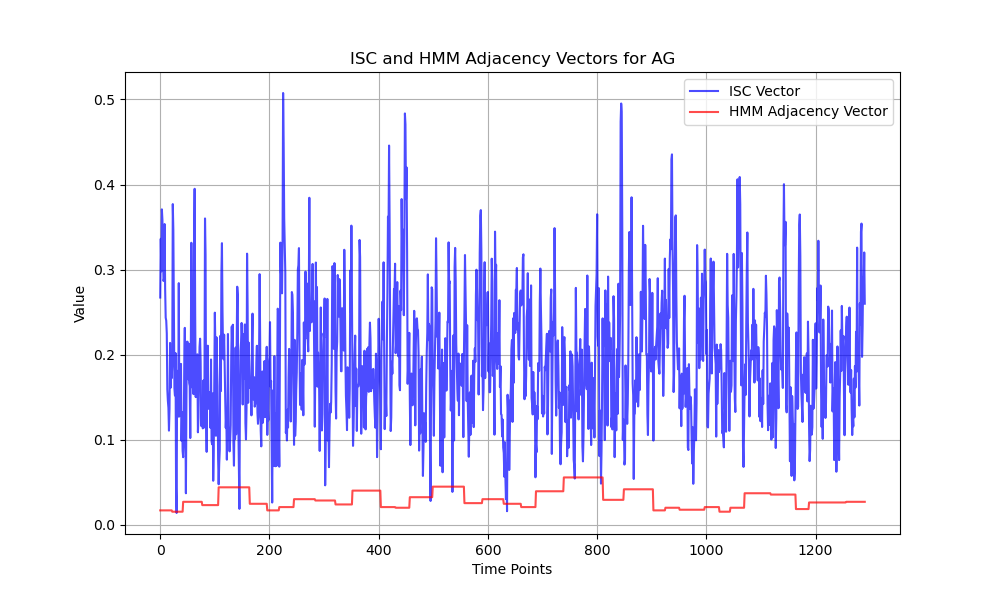 ISC and HMM Adjacency Vectors for AG
ISC Vector
HMM Adjacency Vector
Value
0.5
0.4
0.3
0.2
0.1
0.0
0
200
400
600
800
1000
1200
Time Points